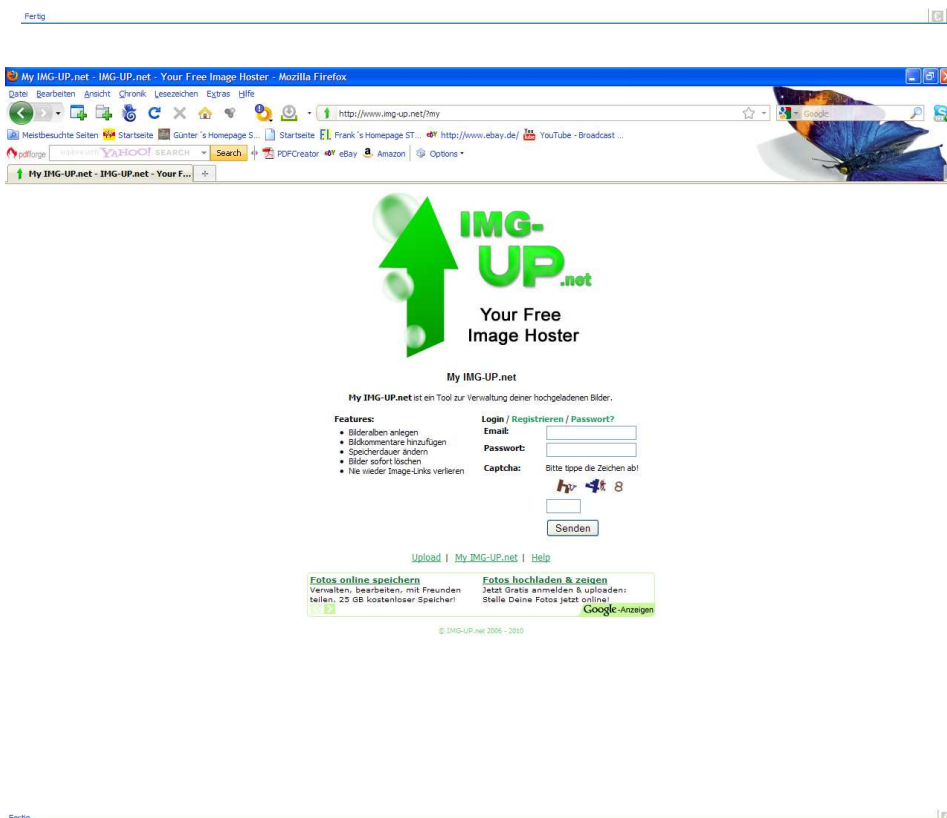 Fertig
My IMG-UP.net - IMG-UP.net - Your Free Image Hoster - Mozilla Firefox
Datei Bearbeiten Ansicht Chronik Lesezeichen Extras Hilfe
http://www.img-up.net/?my
Google
Meistbesuchte Seiten Startseite Günter´s Homepage S... Startseite Frank´s Homepage ST... http://www.ebay.de/ YouTube - Broadcast ...
pdfforge YAHOO! SEARCH Search PDFCreator eBay Amazon Options
My IMG-UP.net - IMG-UP.net - Your F...
IMG-
UP.net
Your Free
Image Hoster
My IMG-UP.net
My IMG-UP.net ist ein Tool zur Verwaltung deiner hochgeladenen Bilder.
Features:
Bilderalben anlegen
Bildkommentare hinzufügen
Speicherdauer ändern
Bilder sofort löschen
Nie wieder Image-Links verlieren
Login / Registrieren / Passwort?
Email:
Passwort:
Captcha: Bitte tippe die Zeichen ab!
Senden
Upload | My IMG-UP.net | Help
Fotos online speichern
Verwalten, bearbeiten, mit Freunden
teilen. 25 GB kostenloser Speicher!
Fotos hochladen & zeigen
Jetzt Gratis anmelden & uploaden:
Stelle Deine Fotos jetzt online!
Google-Anzeigen
© IMG-UP.net 2006 - 2010
Fertig